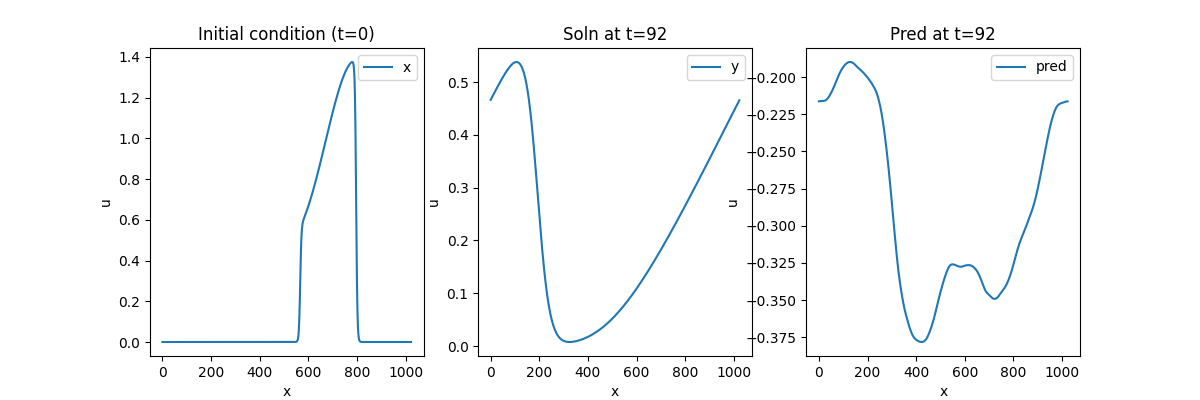 Initial condition (t=0)
Soln at t=92
Pred at t=92
x
y
pred
1.4
1.2
1.0
0.8
0.6
0.4
0.2
0.0
u
0 200 400 600 800 1000
x
0.5
0.4
0.3
0.2
0.1
0.0
u
0 200 400 600 800 1000
x
−0.200
−0.225
−0.250
−0.275
−0.300
−0.325
−0.350
−0.375
u
0 200 400 600 800 1000
x